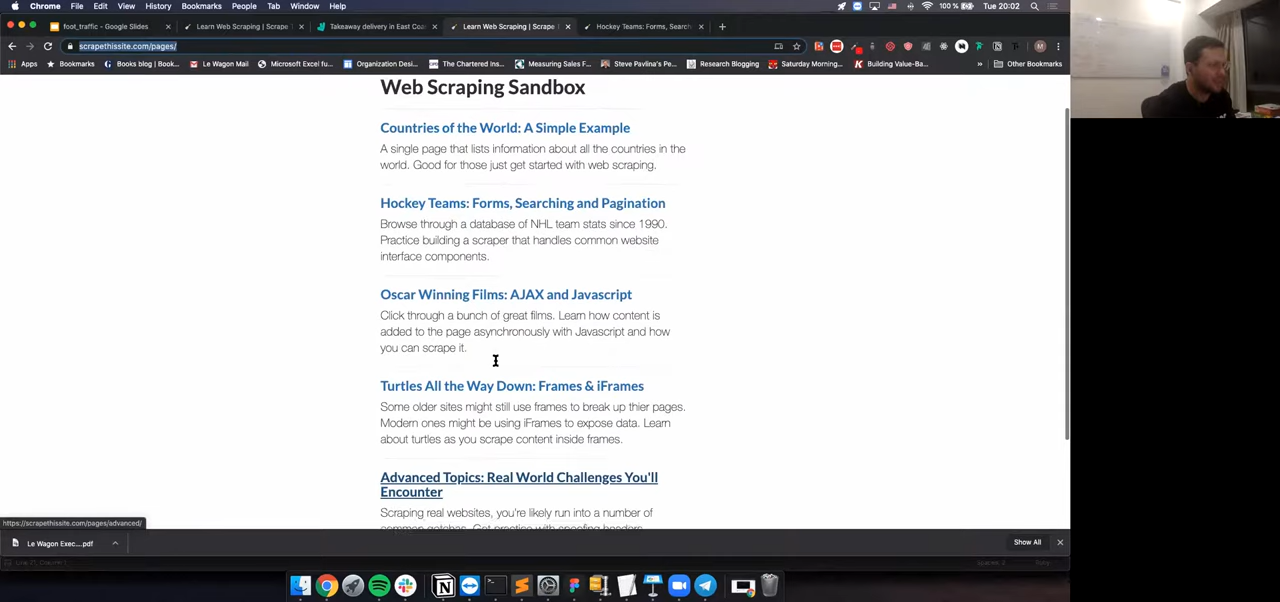 Chrome File Edit View History Bookmarks People Tab Window Help 100 % Tue 20:02
foot_traffic - Google Slides Learn Web Scraping | Scrape Takeaway delivery in East Coa Learn Web Scraping | Scrape Hockey Teams: Forms, Search
scrapethissite.com/pages/ M
Apps Bookmarks Books blog | Book... Le Wagon Mail Microsoft Excel fu... Organization Desi... The Chartered Ins... Measuring Sales F... Steve Pavlina's Pe... Research Blogging Saturday Morning... Building Value-Ba... » Other Bookmarks
Web Scraping Sandbox
Countries of the World: A Simple Example
A single page that lists information about all the countries in the
world. Good for those just get started with web scraping.
Hockey Teams: Forms, Searching and Pagination
Browse through a database of NHL team stats since 1990.
Practice building a scraper that handles common website
interface components.
Oscar Winning Films: AJAX and Javascript
Click through a bunch of great films. Learn how content is
added to the page asynchronously with Javascript and how
you can scrape it.
Turtles All the Way Down: Frames & iFrames
Some older sites might still use frames to break up thier pages.
Modern ones might be using iFrames to expose data. Learn
about turtles as you scrape content inside frames.
Advanced Topics: Real World Challenges You'll
Encounter
Scraping real websites, you're likely run into a number of
common gotchas. Get practice with spoofing headers,
https://scrapethissite.com/pages/advanced/
Le Wagon Exec....pdf Show All